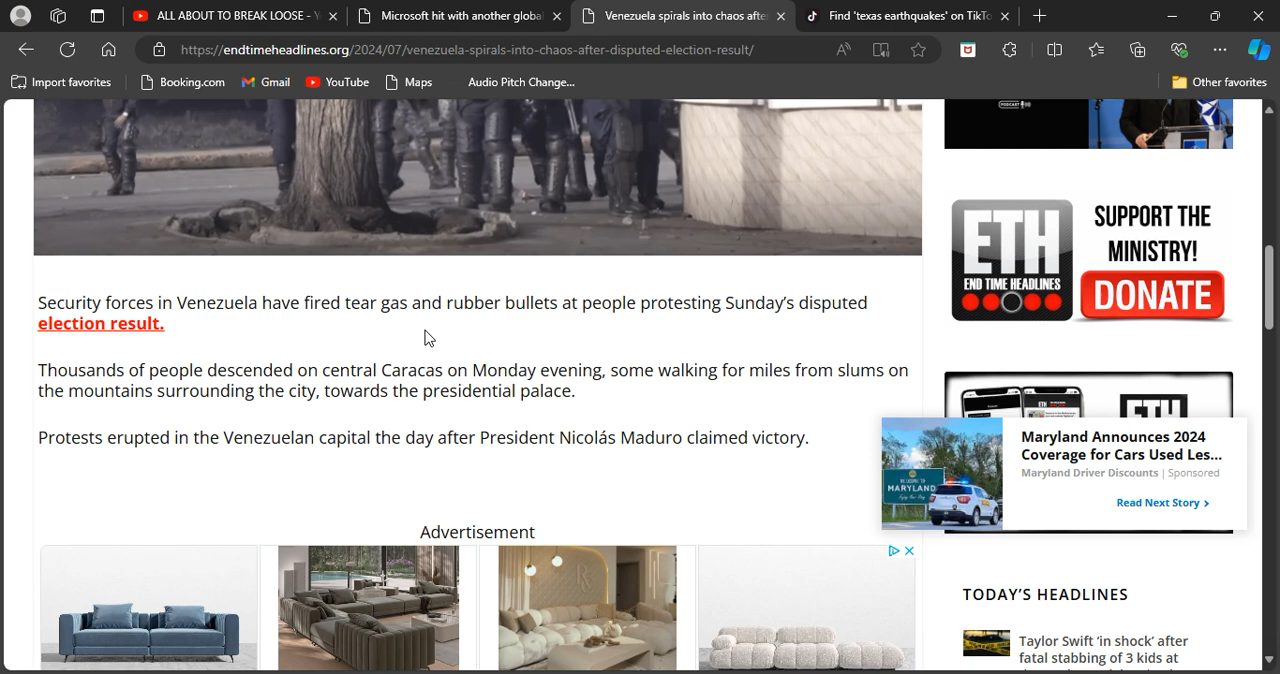 ALL ABOUT TO BREAK LOOSE -
Microsoft hit with another global
Venezuela spirals into chaos afte
Find 'texas earthquakes' on TikTo
https://endtimeheadlines.org/2024/07/venezuela-spirals-into-chaos-after-disputed-election-result/
Import favorites
Booking.com
Gmail
YouTube
Maps
Audio Pitch Change...
Other favorites
PODCAST
ETH
END TIME HEADLINES
SUPPORT THE
MINISTRY!
DONATE
Security forces in Venezuela have fired tear gas and rubber bullets at people protesting Sunday's disputed
election result.
Thousands of people descended on central Caracas on Monday evening, some walking for miles from slums on
the mountains surrounding the city, towards the presidential palace.
Protests erupted in the Venezuelan capital the day after President Nicolás Maduro claimed victory.
ETH
MARYLAND
Maryland Announces 2024
Coverage for Cars Used Les...
Maryland Driver Discounts | Sponsored
Read Next Story >
Advertisement
TODAY'S HEADLINES
Taylor Swift 'in shock' after
fatal stabbing of 3 kids at